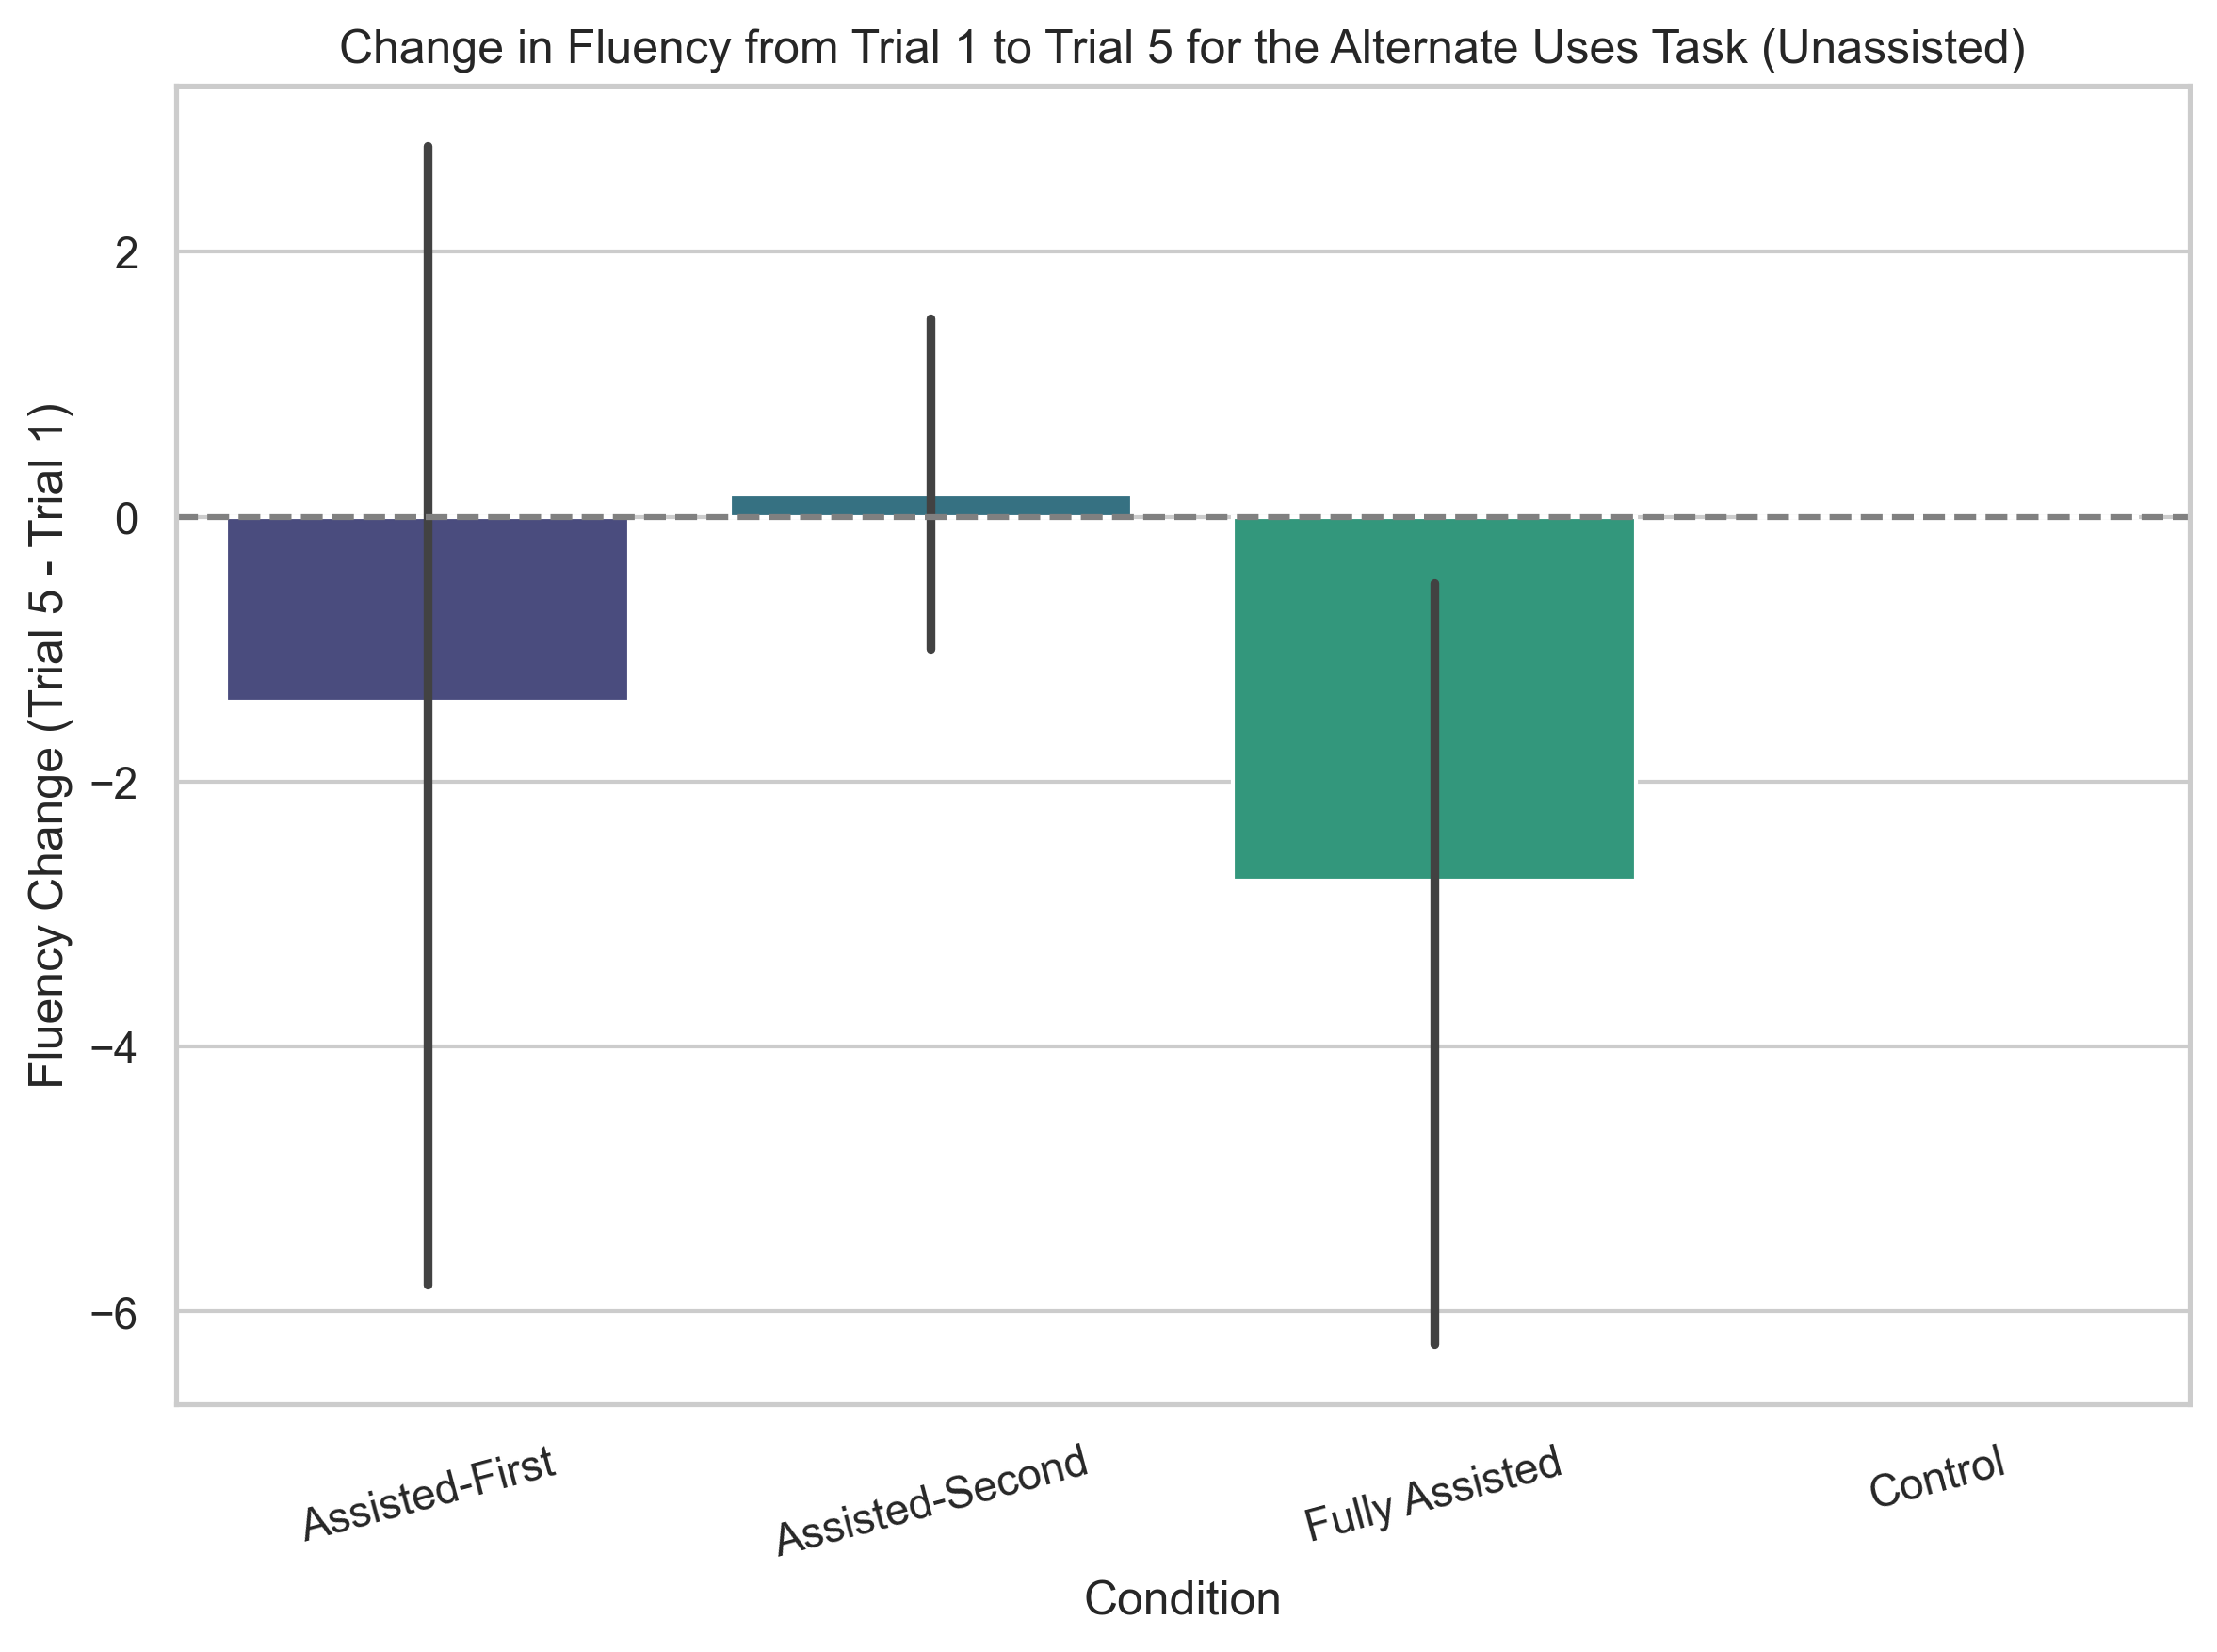 Change in Fluency from Trial 1 to Trial 5 for the Alternate Uses Task (Unassisted)
Fluency Change (Trial 5 - Trial 1)
2
0
−2
−4
−6
Assisted-First
Assisted-Second
Fully Assisted
Control
Condition